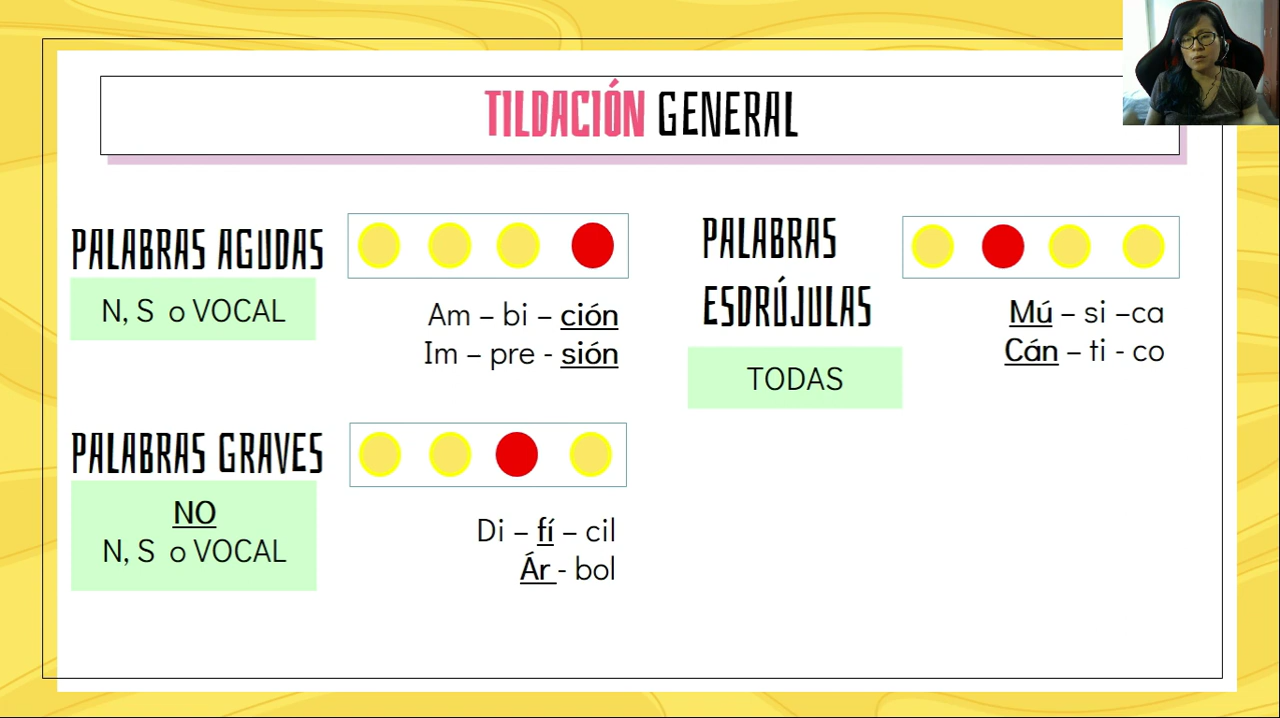 TILDACIÓN GENERAL
PALABRAS AGUDAS
N, S o VOCAL
Am – bi – ción
Im – pre - sión
PALABRAS GRAVES
NO
N, S o VOCAL
Di – fí – cil
Ár - bol
PALABRAS
ESDRÚJULAS
TODAS
Mú – si –ca
Cán – ti - co